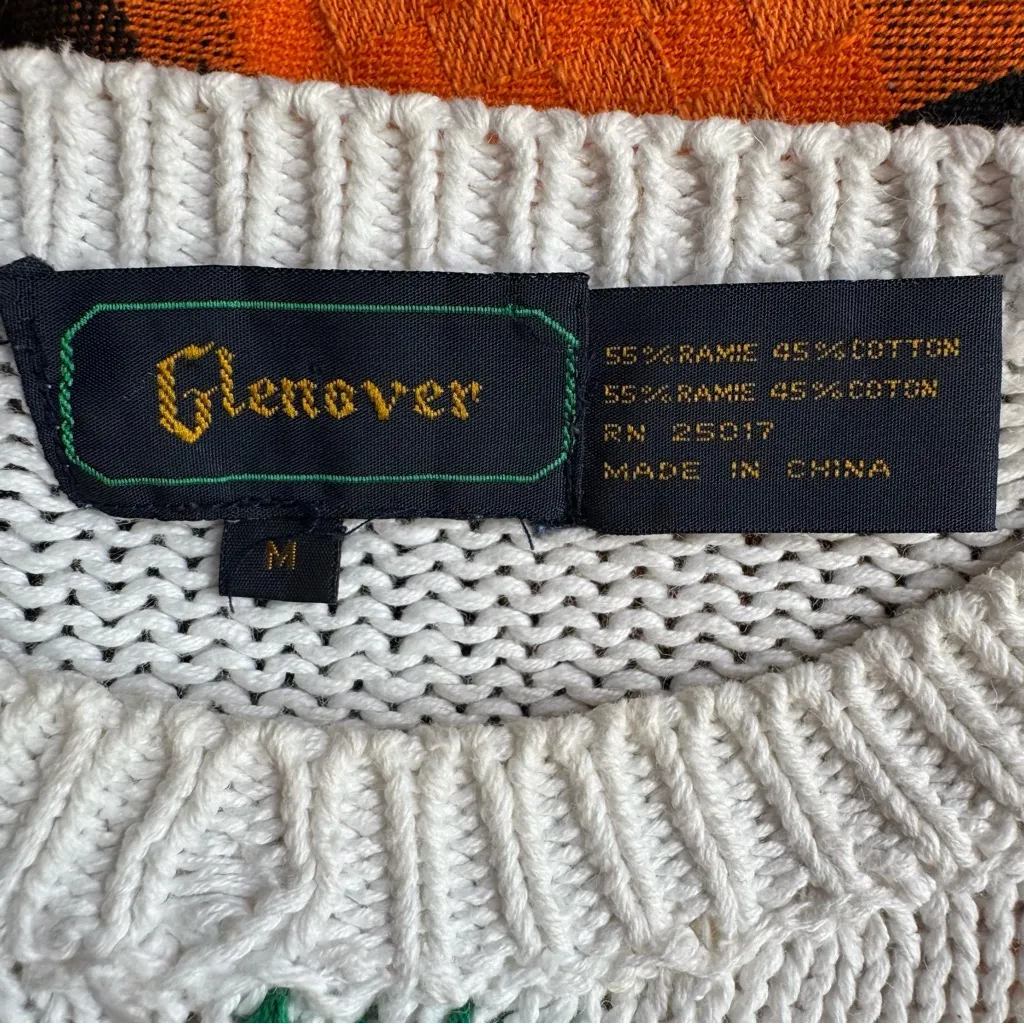 Glenover
M
55%RAMIE 45%COTTON
55%RAMIE 45%COTON
RN 25017
MADE IN CHINA